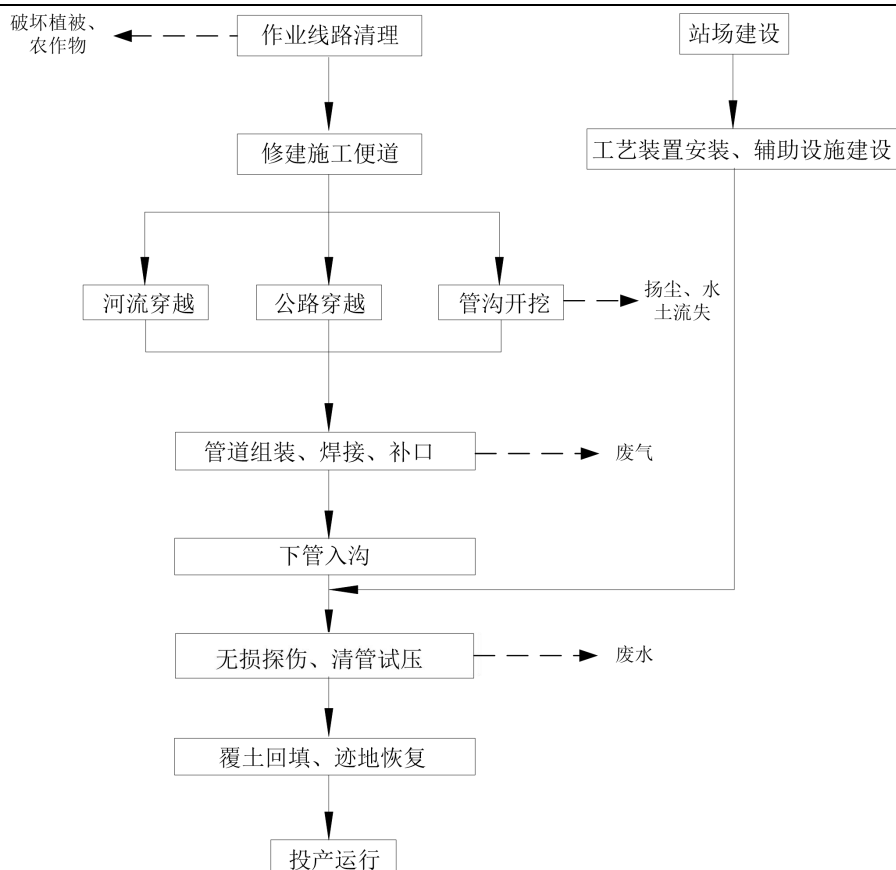 破坏植被、
农作物
作业线路清理
站场建设
修建施工便道
工艺装置安装、辅助设施建设
河流穿越
公路穿越
管沟开挖
扬尘、水
土流失
管道组装、焊接、补口
废气
下管入沟
无损探伤、清管试压
废水
覆土回填、迹地恢复
投产运行